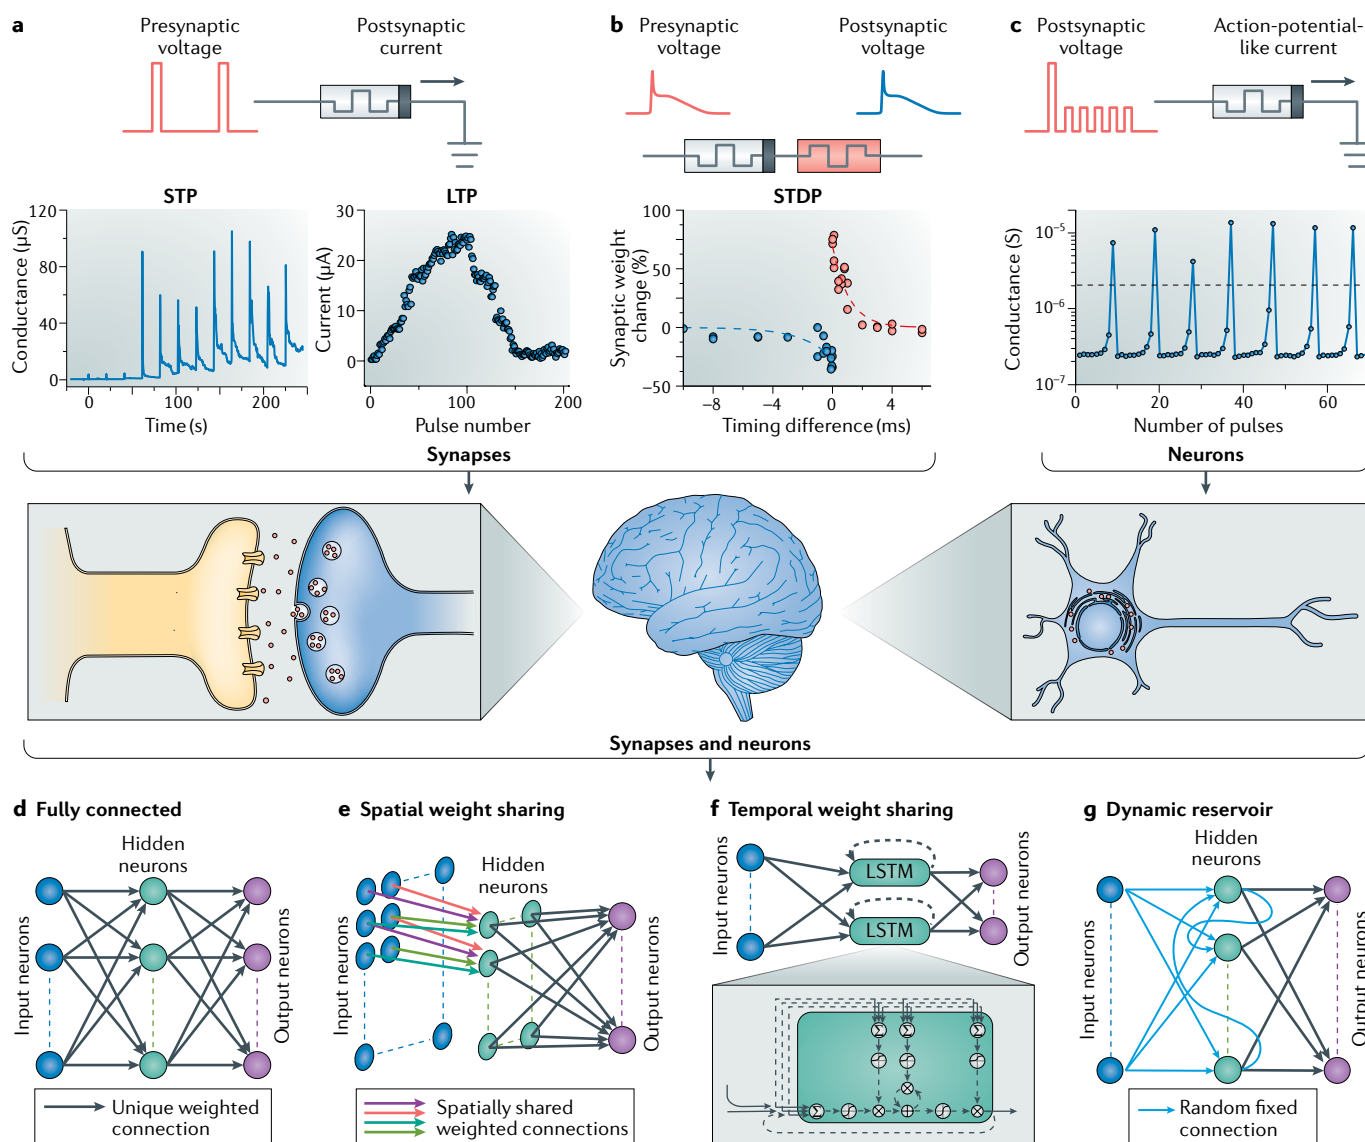 a
Presynaptic
voltage
Postsynaptic
current
b
Presynaptic
voltage
Postsynaptic
voltage
c
Postsynaptic
voltage
Action-potential-
like current
STP
Conductance (µS)
120
80
40
0
0
100
200
Time (s)
LTP
Current (µA)
30
20
10
0
0
100
200
Pulse number
STDP
Synaptic weight
change (%)
100
50
0
−50
−8
−4
0
4
Timing difference (ms)
Conductance (S)
10⁻⁵
10⁻⁶
10⁻⁷
0
20
40
60
Number of pulses
Synapses
Neurons
Synapses and neurons
d Fully connected
Hidden
neurons
Input neurons
Output neurons
Unique weighted
connection
e Spatial weight sharing
Hidden
neurons
Input neurons
Output neurons
Spatially shared
weighted connections
f Temporal weight sharing
Input neurons
LSTM
LSTM
Output neurons
Σ
Σ
Σ
Σ
g Dynamic reservoir
Hidden
neurons
Input neurons
Output neurons
Random fixed
connection